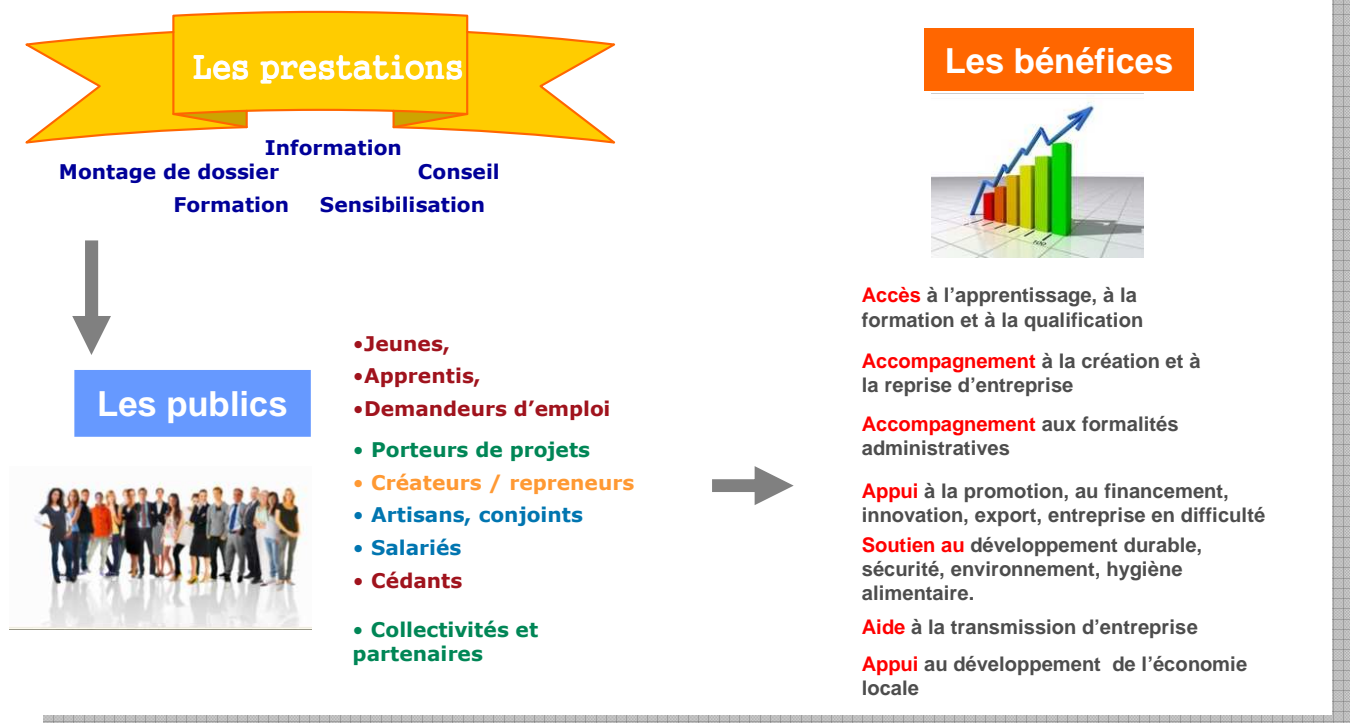 Les prestations
Information
Montage de dossier Conseil
Formation Sensibilisation
Les publics
•Jeunes,
•Apprentis,
•Demandeurs d’emploi
• Porteurs de projets
• Créateurs / repreneurs
• Artisans, conjoints
• Salariés
• Cédants
• Collectivités et
partenaires
Les bénéfices
100
Accès à l’apprentissage, à la
formation et à la qualification
Accompagnement à la création et à
la reprise d’entreprise
Accompagnement aux formalités
administratives
Appui à la promotion, au financement,
innovation, export, entreprise en difficulté
Soutien au développement durable,
sécurité, environnement, hygiène
alimentaire.
Aide à la transmission d’entreprise
Appui au développement de l’économie
locale